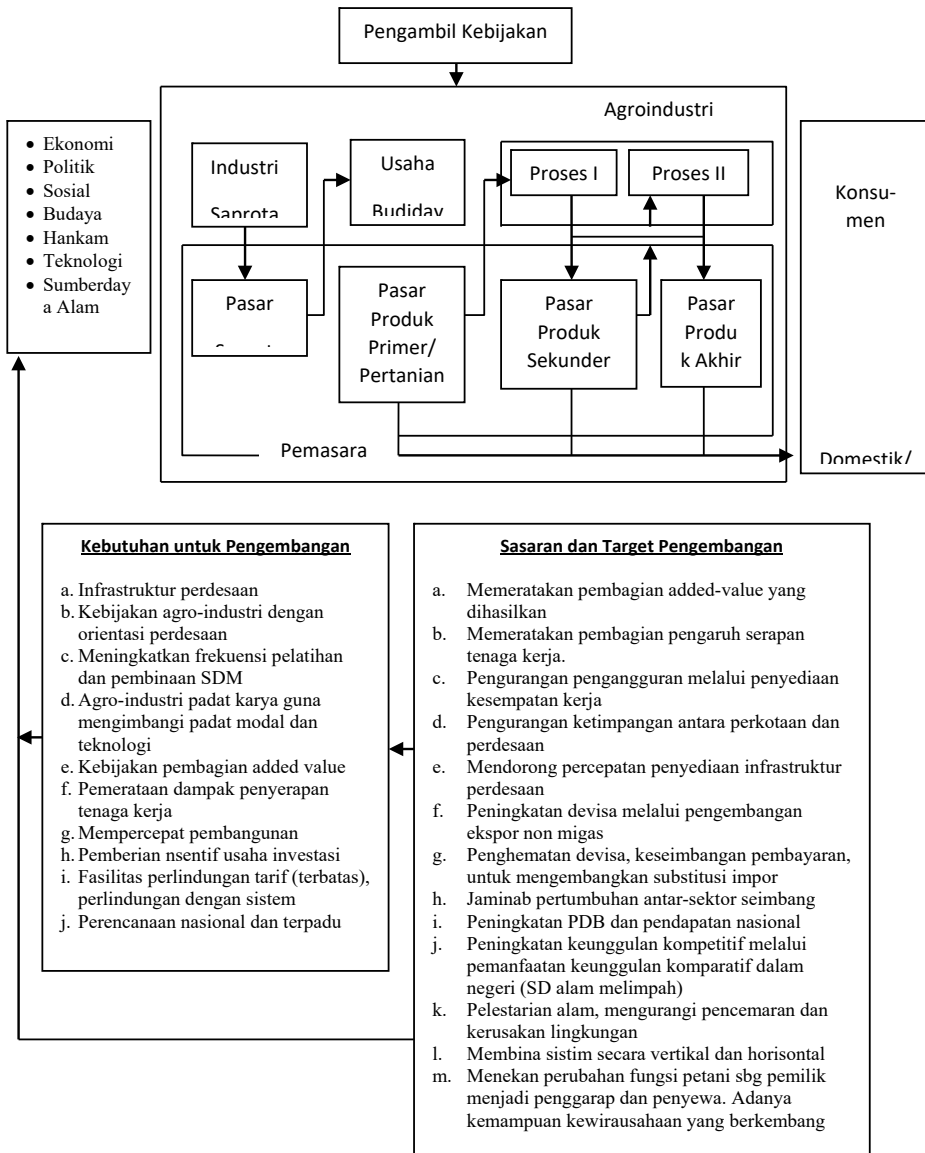 Pengambil Kebijakan
Agroindustri
• Ekonomi
• Politik
• Sosial
• Budaya
• Hankam
• Teknologi
• Sumberday
a Alam
Industri
Saprota
Usaha
Budiday
Proses I
Proses II
Konsu-
men
Domestik/
Pasar
Pasar
Produk
Primer/
Pertanian
Pasar
Produk
Sekunder
Pasar
Produ
k Akhir
Pemasara
Kebutuhan untuk Pengembangan
a. Infrastruktur perdesaan
b. Kebijakan agro-industri dengan
orientasi perdesaan
c. Meningkatkan frekuensi pelatihan
dan pembinaan SDM
d. Agro-industri padat karya guna
mengimbangi padat modal dan
teknologi
e. Kebijakan pembagian added value
f. Pemerataan dampak penyerapan
tenaga kerja
g. Mempercepat pembangunan
h. Pemberian nsentif usaha investasi
i. Fasilitas perlindungan tarif (terbatas),
perlindungan dengan sistem
j. Perencanaan nasional dan terpadu
Sasaran dan Target Pengembangan
a. Memeratakan pembagian added-value yang
dihasilkan
b. Memeratakan pembagian pengaruh serapan
tenaga kerja.
c. Pengurangan pengangguran melalui penyediaan
kesempatan kerja
d. Pengurangan ketimpangan antara perkotaan dan
perdesaan
e. Mendorong percepatan penyediaan infrastruktur
perdesaan
f. Peningkatan devisa melalui pengembangan
ekspor non migas
g. Penghematan devisa, keseimbangan pembayaran,
untuk mengembangkan substitusi impor
h. Jaminab pertumbuhan antar-sektor seimbang
i. Peningkatan PDB dan pendapatan nasional
j. Peningkatan keunggulan kompetitif melalui
pemanfaatan keunggulan komparatif dalam
negeri (SD alam melimpah)
k. Pelestarian alam, mengurangi pencemaran dan
kerusakan lingkungan
l. Membina sistim secara vertikal dan horisontal
m. Menekan perubahan fungsi petani sbg pemilik
menjadi penggarap dan penyewa. Adanya
kemampuan kewirausahaan yang berkembang